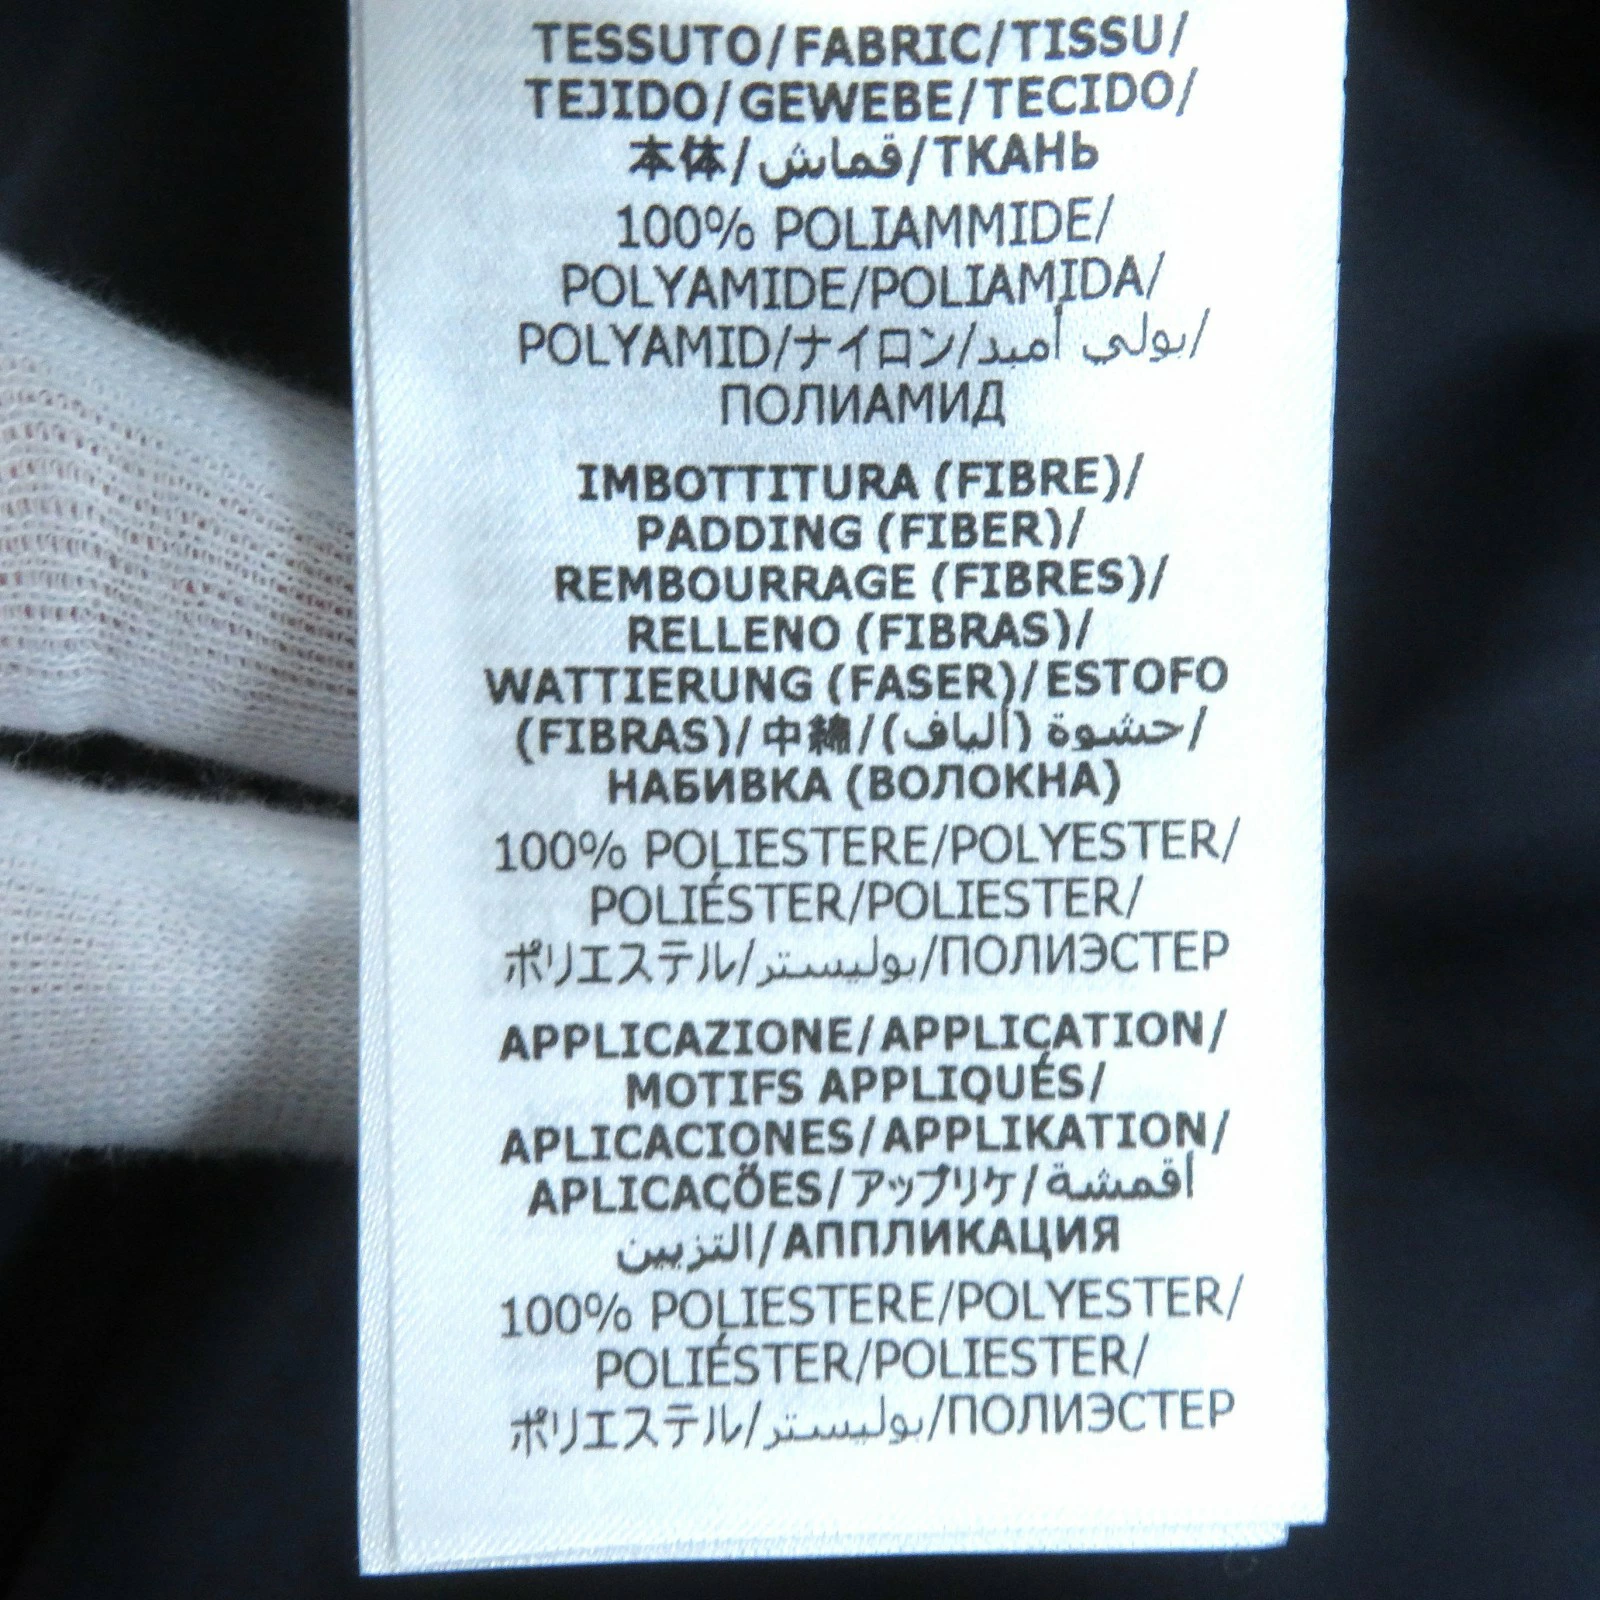 TESSUTO/FABRIC/TISSU/
TEJIDO/GEWEBE/TECIDO/
本体/قماش/ТКАНЬ
100% POLIAMMIDE/
POLYAMIDE/POLIAMIDA/
POLYAMID/ナイロン/بولي أميد/
ПОЛИАМИД
IMBOTTITURA (FIBRE)/
PADDING (FIBER)/
REMBOURRAGE (FIBRES)/
RELLENO (FIBRAS)/
WATTIERUNG (FASER)/ESTOFO
(FIBRAS)/中綿/حشوة (ألياف)/
НАБИВКА (ВОЛОКНА)
100% POLIESTERE/POLYESTER/
POLIÉSTER/POLIESTER/
ポリエステル/بوليستر/ПОЛИЭСТЕР
APPLICAZIONE/APPLICATION/
MOTIFS APPLIQUÉS/
APLICACIONES/APPLIKATION/
APLICAÇÕES/アップリケ/أقمشة
التزيين/АППЛИКАЦИЯ
100% POLIESTERE/POLYESTER/
POLIÉSTER/POLIESTER/
ポリエステル/بوليستر/ПОЛИЭСТЕР